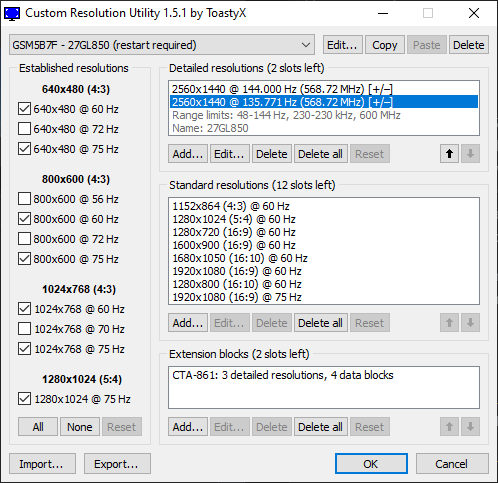 Custom Resolution Utility 1.5.1 by ToastyX
GSM5B7F - 27GL850 (restart required)
Edit...
Copy
Paste
Delete
Established resolutions
640x480 (4:3)
640x480 @ 60 Hz
640x480 @ 72 Hz
640x480 @ 75 Hz
800x600 (4:3)
800x600 @ 56 Hz
800x600 @ 60 Hz
800x600 @ 72 Hz
800x600 @ 75 Hz
1024x768 (4:3)
1024x768 @ 60 Hz
1024x768 @ 70 Hz
1024x768 @ 75 Hz
1280x1024 (5:4)
1280x1024 @ 75 Hz
All
None
Reset
Detailed resolutions (2 slots left)
2560x1440 @ 144.000 Hz (568.72 MHz) [+/-]
2560x1440 @ 135.771 Hz (568.72 MHz) [+/-]
Range limits: 48-144 Hz, 230-230 kHz, 600 MHz
Name: 27GL850
Add...
Edit...
Delete
Delete all
Reset
Standard resolutions (12 slots left)
1152x864 (4:3) @ 60 Hz
1280x1024 (5:4) @ 60 Hz
1280x720 (16:9) @ 60 Hz
1600x900 (16:9) @ 60 Hz
1680x1050 (16:10) @ 60 Hz
1920x1080 (16:9) @ 60 Hz
1280x800 (16:10) @ 60 Hz
1920x1080 (16:9) @ 75 Hz
Add...
Edit...
Delete
Delete all
Reset
Extension blocks (2 slots left)
CTA-861: 3 detailed resolutions, 4 data blocks
Add...
Edit...
Delete
Delete all
Reset
Import...
Export...
OK
Cancel